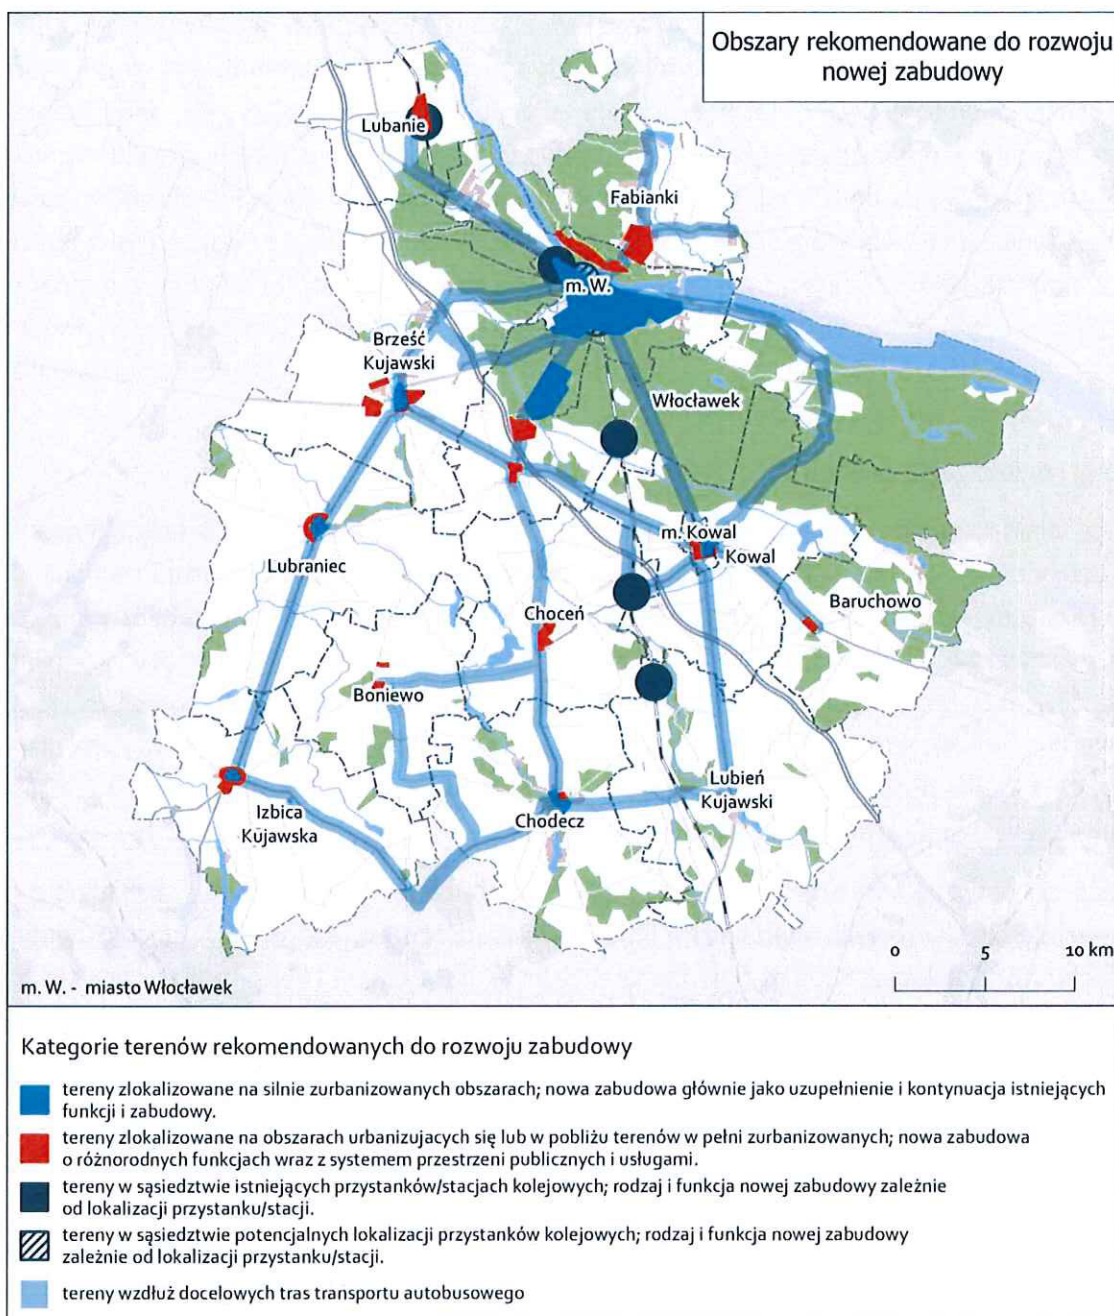 Obszary rekomendowane do rozwoju
nowej zabudowy
Lubanie
Fabianki
m. W.
Brześć
Kujawski
Włocławek
m. Kowal
Kowal
Lubraniec
Baruchowo
Choceń
Boniewo
Lubień
Kujawski
Izbica
Kujawska
Chodecz
0 5 10 km
m. W. - miasto Włocławek
Kategorie terenów rekomendowanych do rozwoju zabudowy
tereny zlokalizowane na silnie zurbanizowanych obszarach; nowa zabudowa głównie jako uzupełnienie i kontynuacja istniejących
funkcji i zabudowy.
tereny zlokalizowane na obszarach urbanizujacych się lub w pobliżu terenów w pełni zurbanizowanych; nowa zabudowa
o różnorodnych funkcjach wraz z systemem przestrzeni publicznych i usługami.
tereny w sąsiedztwie istniejących przystanków/stacjach kolejowych; rodzaj i funkcja nowej zabudowy zależnie
od lokalizacji przystanku/stacji.
tereny w sąsiedztwie potencjalnych lokalizacji przystanków kolejowych; rodzaj i funkcja nowej zabudowy
zależnie od lokalizacji przystanku/stacji.
tereny wzdłuż docelowych tras transportu autobusowego